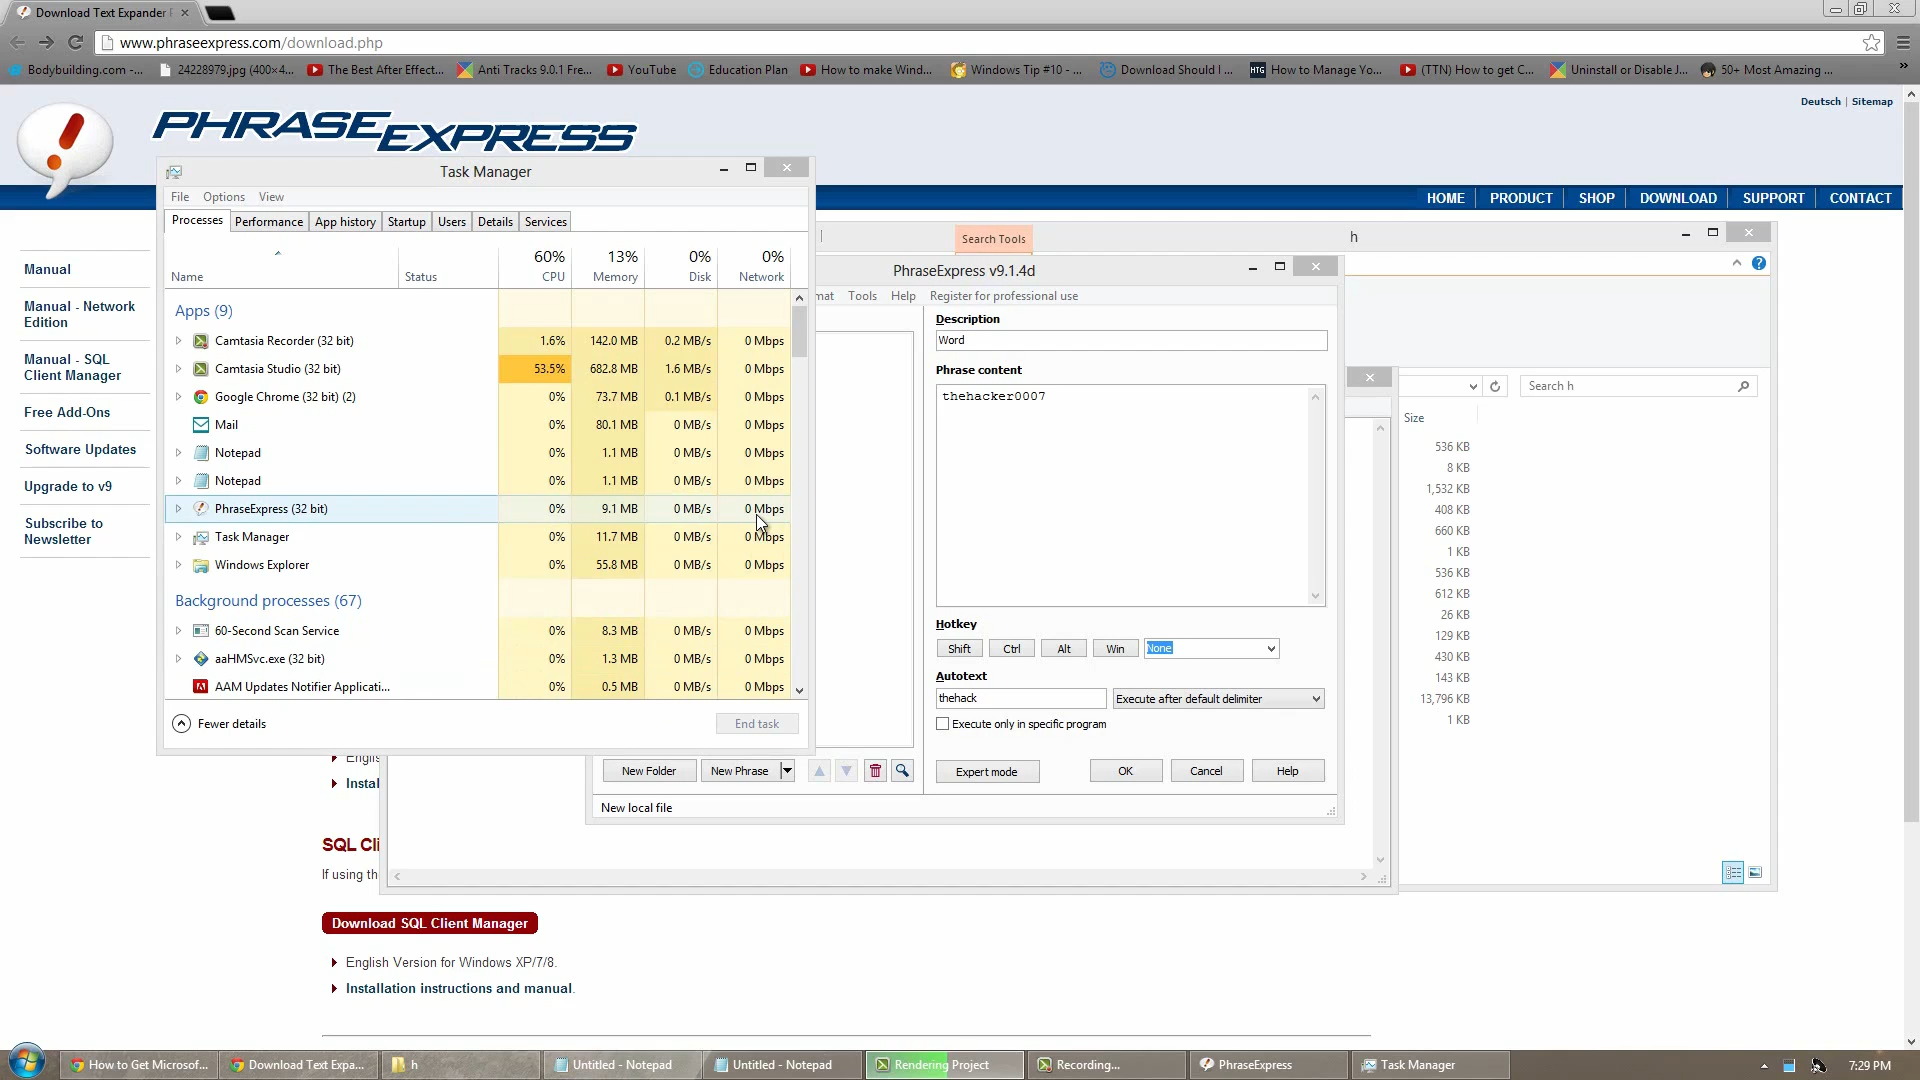 Download Text Expander
www.phraseexpress.com/download.php
Bodybuilding.com -...
24228979.jpg (400×4...
The Best After Effect...
Anti Tracks 9.0.1 Fre...
YouTube
Education Plan
How to make Wind...
Windows Tip #10 - ...
Download Should I ...
HTG How to Manage Yo...
(TTN) How to get C...
Uninstall or Disable J...
50+ Most Amazing ...
»
Deutsch | Sitemap
PHRASEEXPRESS
HOME | PRODUCT | SHOP | DOWNLOAD | SUPPORT | CONTACT
Manual
Manual - Network
Edition
Manual - SQL
Client Manager
Free Add-Ons
Software Updates
Upgrade to v9
Subscribe to
Newsletter
Task Manager
File Options View
Processes Performance App history Startup Users Details Services
60% 13% 0% 0%
Name Status CPU Memory Disk Network
Apps (9)
Camtasia Recorder (32 bit) 1.6% 142.0 MB 0.2 MB/s 0 Mbps
Camtasia Studio (32 bit) 53.5% 682.8 MB 1.6 MB/s 0 Mbps
Google Chrome (32 bit) (2) 0% 73.7 MB 0.1 MB/s 0 Mbps
Mail 0% 80.1 MB 0 MB/s 0 Mbps
Notepad 0% 1.1 MB 0 MB/s 0 Mbps
Notepad 0% 1.1 MB 0 MB/s 0 Mbps
PhraseExpress (32 bit) 0% 9.1 MB 0 MB/s 0 Mbps
Task Manager 0% 11.7 MB 0 MB/s 0 Mbps
Windows Explorer 0% 55.8 MB 0 MB/s 0 Mbps
Background processes (67)
60-Second Scan Service 0% 8.3 MB 0 MB/s 0 Mbps
aaHMSvc.exe (32 bit) 0% 1.3 MB 0 MB/s 0 Mbps
AAM Updates Notifier Applicati... 0% 0.5 MB 0 MB/s 0 Mbps
Fewer details
End task
Search Tools
h
PhraseExpress v9.1.4d
mat Tools Help Register for professional use
Description
Word
Phrase content
thehacker0007
Hotkey
Shift Ctrl Alt Win None
Autotext
thehack
Execute after default delimiter
Execute only in specific program
New Folder New Phrase
Expert mode OK Cancel Help
New local file
Search h
Size
536 KB
8 KB
1,532 KB
408 KB
660 KB
1 KB
536 KB
612 KB
26 KB
129 KB
430 KB
143 KB
13,796 KB
1 KB
Englis
Instal
SQL Cli
If using th
Download SQL Client Manager
English Version for Windows XP/7/8.
Installation instructions and manual.
How to Get Microsof...
Download Text Expa...
h
Untitled - Notepad
Untitled - Notepad
Rendering Project
Recording...
PhraseExpress
Task Manager
7:29 PM